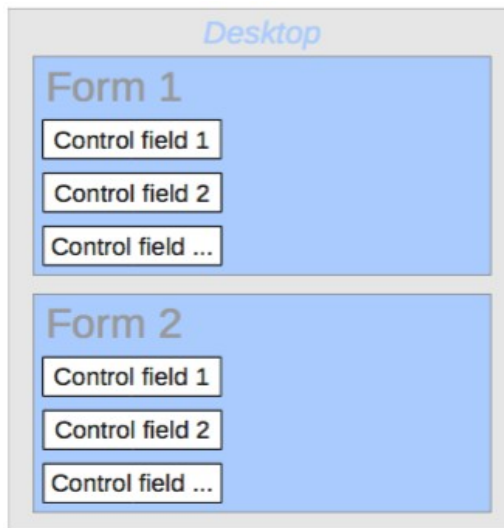 Desktop
Form 1
Control field 1
Control field 2
Control field ...
Form 2
Control field 1
Control field 2
Control field ...